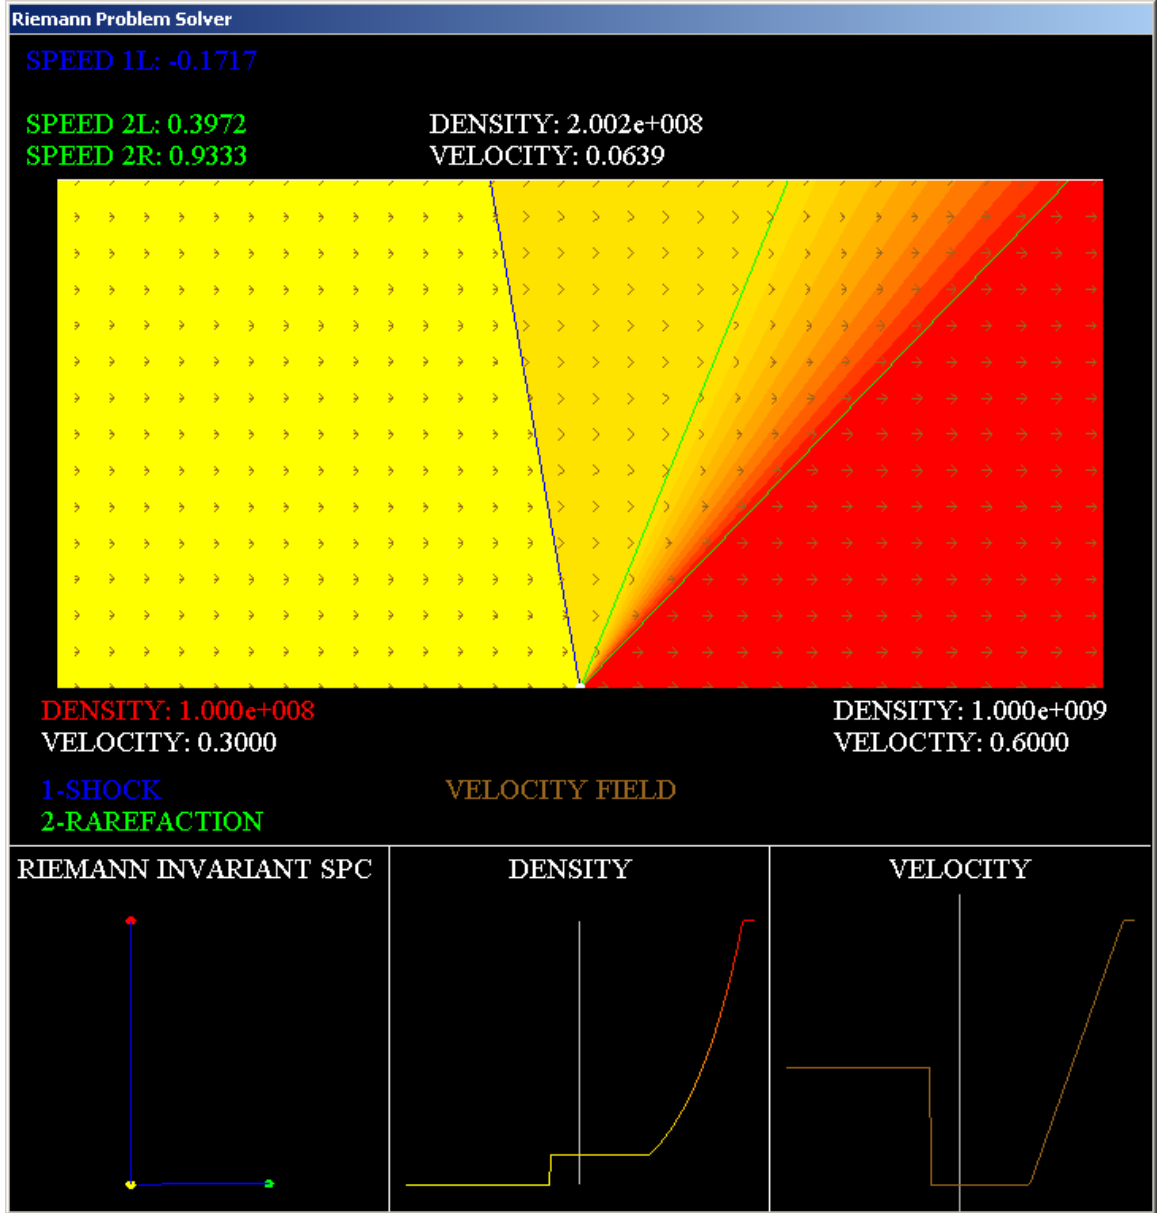 Riemann Problem Solver
SPEED 1L: -0.1717
SPEED 2L: 0.3972
DENSITY: 2.002e+008
SPEED 2R: 0.9333
VELOCITY: 0.0639
DENSITY: 1.000e+008
DENSITY: 1.000e+009
VELOCITY: 0.3000
VELOCTIY: 0.6000
1-SHOCK
VELOCITY FIELD
2-RAREFACTION
RIEMANN INVARIANT SPC
DENSITY
VELOCITY